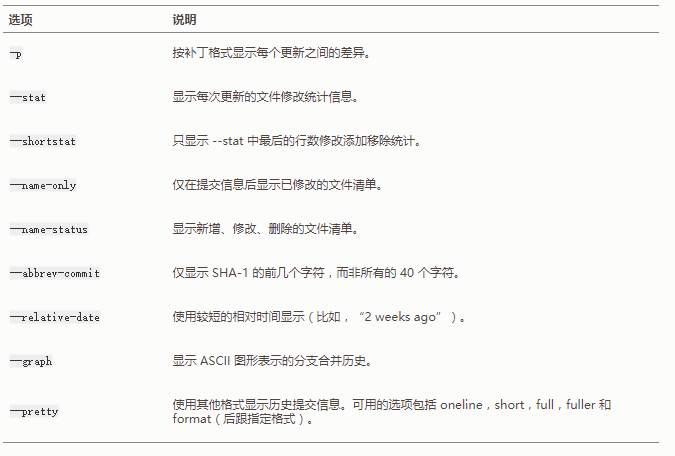 选项 说明
-p 按补丁格式显示每个更新之间的差异。
--stat 显示每次更新的文件修改统计信息。
--shortstat 只显示 --stat 中最后的行数修改添加移除统计。
--name-only 仅在提交信息后显示已修改的文件清单。
--name-status 显示新增、修改、删除的文件清单。
--abbrev-commit 仅显示 SHA-1 的前几个字符，而非所有的 40 个字符。
--relative-date 使用较短的相对时间显示（比如，“2 weeks ago”）。
--graph 显示 ASCII 图形表示的分支合并历史。
--pretty 使用其他格式显示历史提交信息。可用的选项包括 oneline，short，full，fuller 和
format（后跟指定格式）。